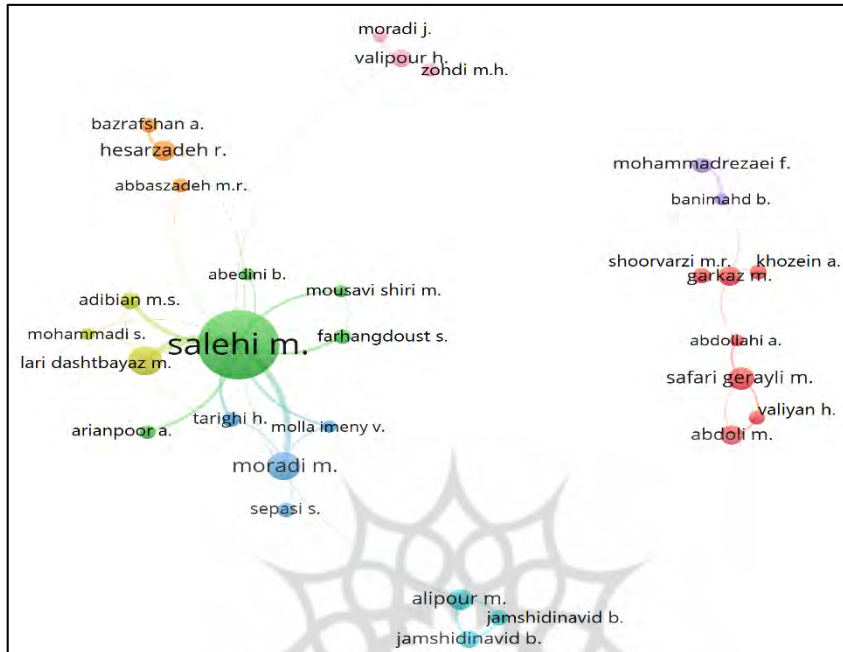 moradi j.
valipour h.
zohdi m.h.
bazrafshan a.
hesarzadeh r.
abbaszadeh m.r.
mohammadrezaei f.
banimahd b.
shoorvarzi m.r.
khozein a.
garkaz m.
abedini b.
mousavi shiri m.
adibian m.s.
mohammadi s.
salehi m.
farhangdoust s.
lari dashtbayaz m.
abdollahi a.
safari gerayli m.
valiyan h.
abdoli m.
arianpoor a.
tarighi h.
molla imeny v.
moradi m.
sepasi s.
alipour m.
jamshidinavid b.
jamshidinavid b.